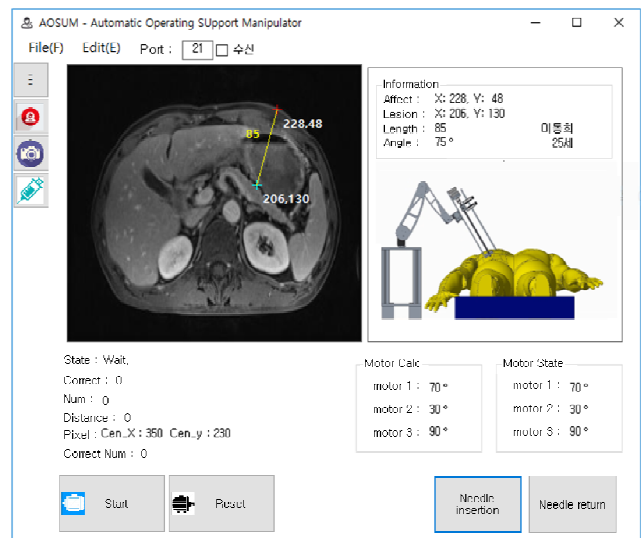 AOSUM - Automatic Operating SUpport Manipulator
File(F) Edit(E) Port : 21 수신
228,48
85
206,130
Information
Affect : X: 228, Y: 48
Lesion : X: 206, Y: 130
Length : 85 이동희
Angle : 75° 25세
State : Wait,
Correct : 0
Num : 0
Distance : 0
Pixel : Cen_X : 350 Cen_y : 230
Correct Num : 0
Motor Calc
motor 1 : 70°
motor 2 : 30°
motor 3 : 90°
Motor State
motor 1 : 70°
motor 2 : 30°
motor 3 : 90°
Start
Reset
Needle
insertion
Needle return